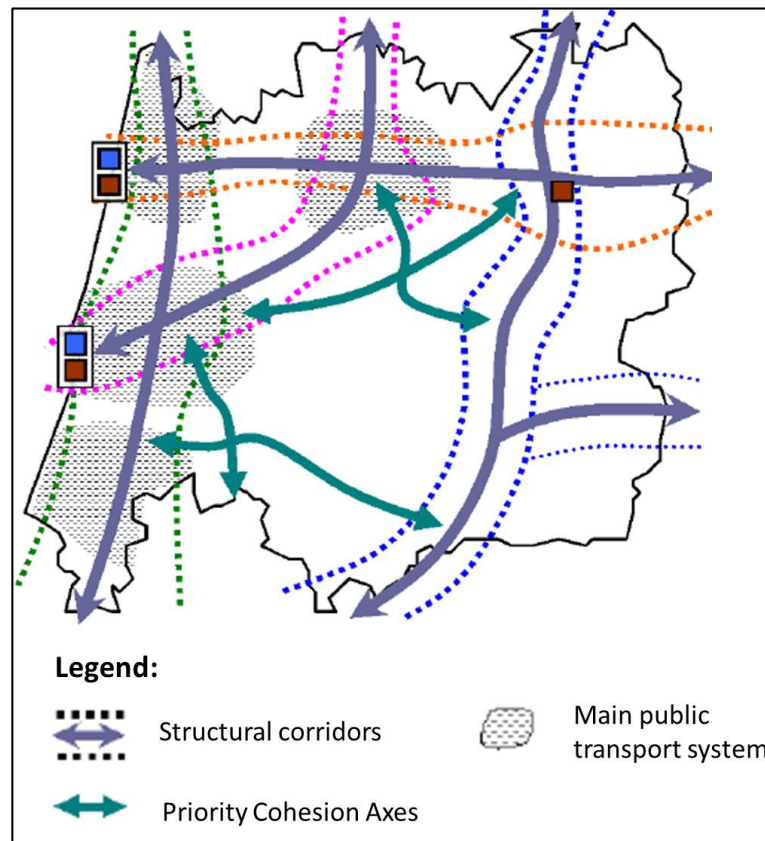 Legend:
Structural corridors
Main public
transport system
Priority Cohesion Axes